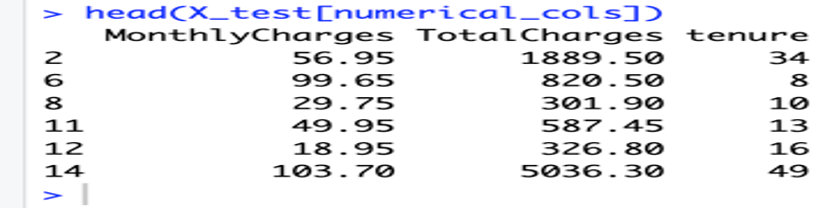 > head(X_test[numerical_cols])
MonthlyCharges TotalCharges tenure
2 56.95 1889.50 34
6 99.65 820.50 8
8 29.75 301.90 10
11 49.95 587.45 13
12 18.95 326.80 16
14 103.70 5036.30 49
>